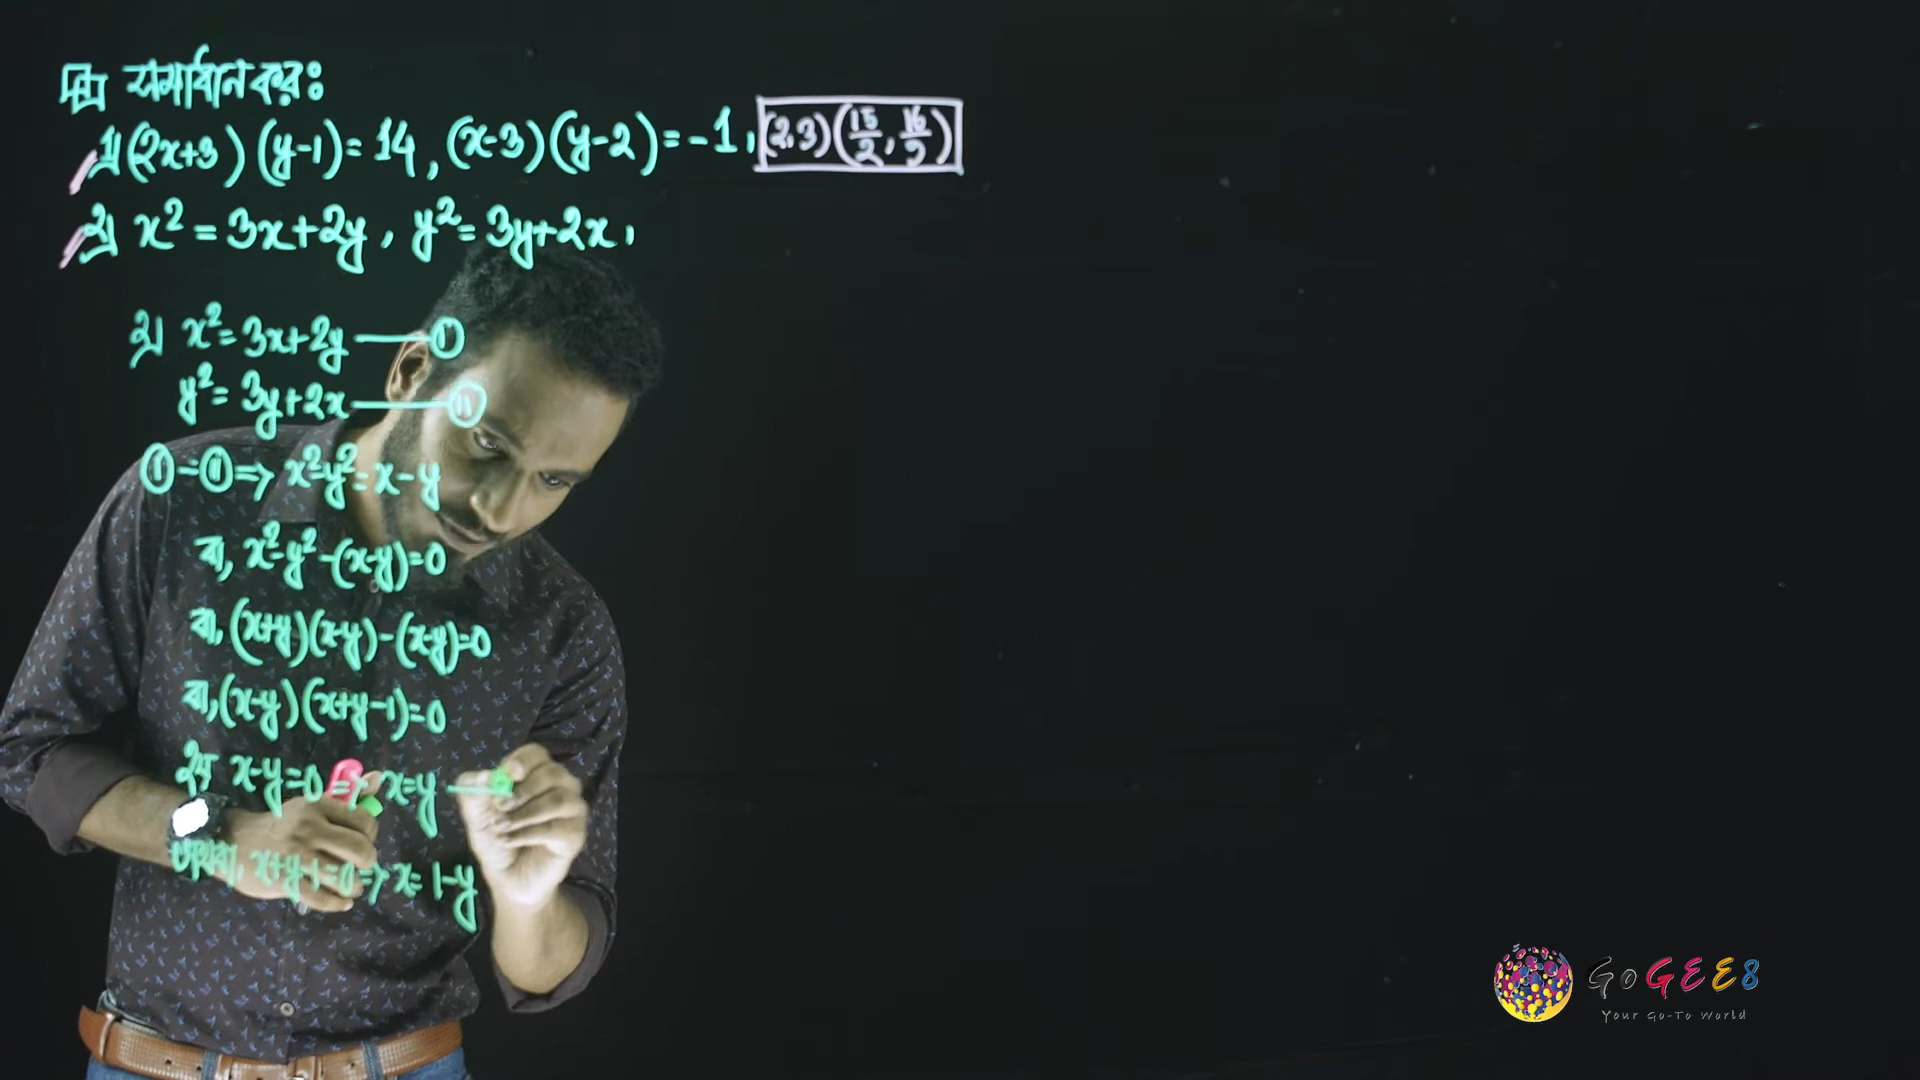 সমাধান কর:
১। (2x+3)(y-1)=14, (x-3)(y-2)=-1, (2,3)(15/2, 16/9)
২। x²=3x+2y, y²=3y+2x,
২। x²=3x+2y — (i)
y²=3y+2x — (ii)
(i)-(ii)⇒ x²-y²=x-y
বা, x²-y²-(x-y)=0
বা, (x+y)(x-y)-(x-y)=0
বা, (x-y)(x+y-1)=0
হয় x-y=0 ⇒ x=y —
অথবা, x+y-1=0 ⇒ x=1-y
GoGEE8
Your Go-To World